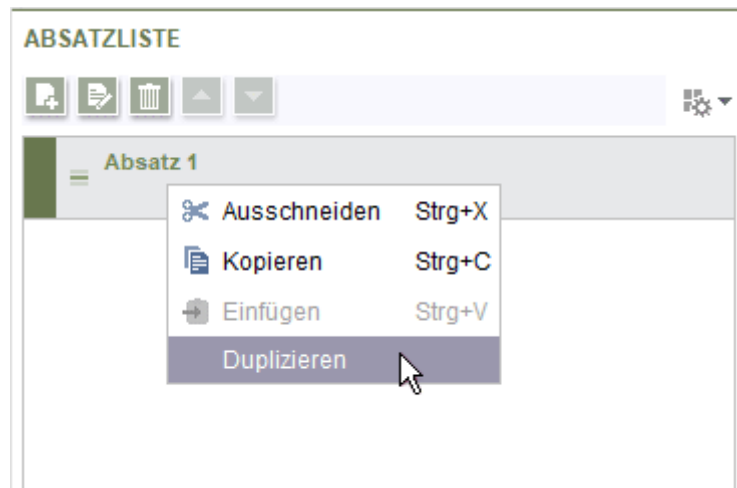 ABSATZLISTE
Absatz 1
Ausschneiden Strg+X
Kopieren Strg+C
Einfügen Strg+V
Duplizieren